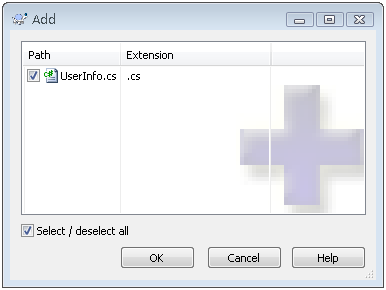 Add
Path Extension
UserInfo.cs .cs
Select / deselect all
OK Cancel Help